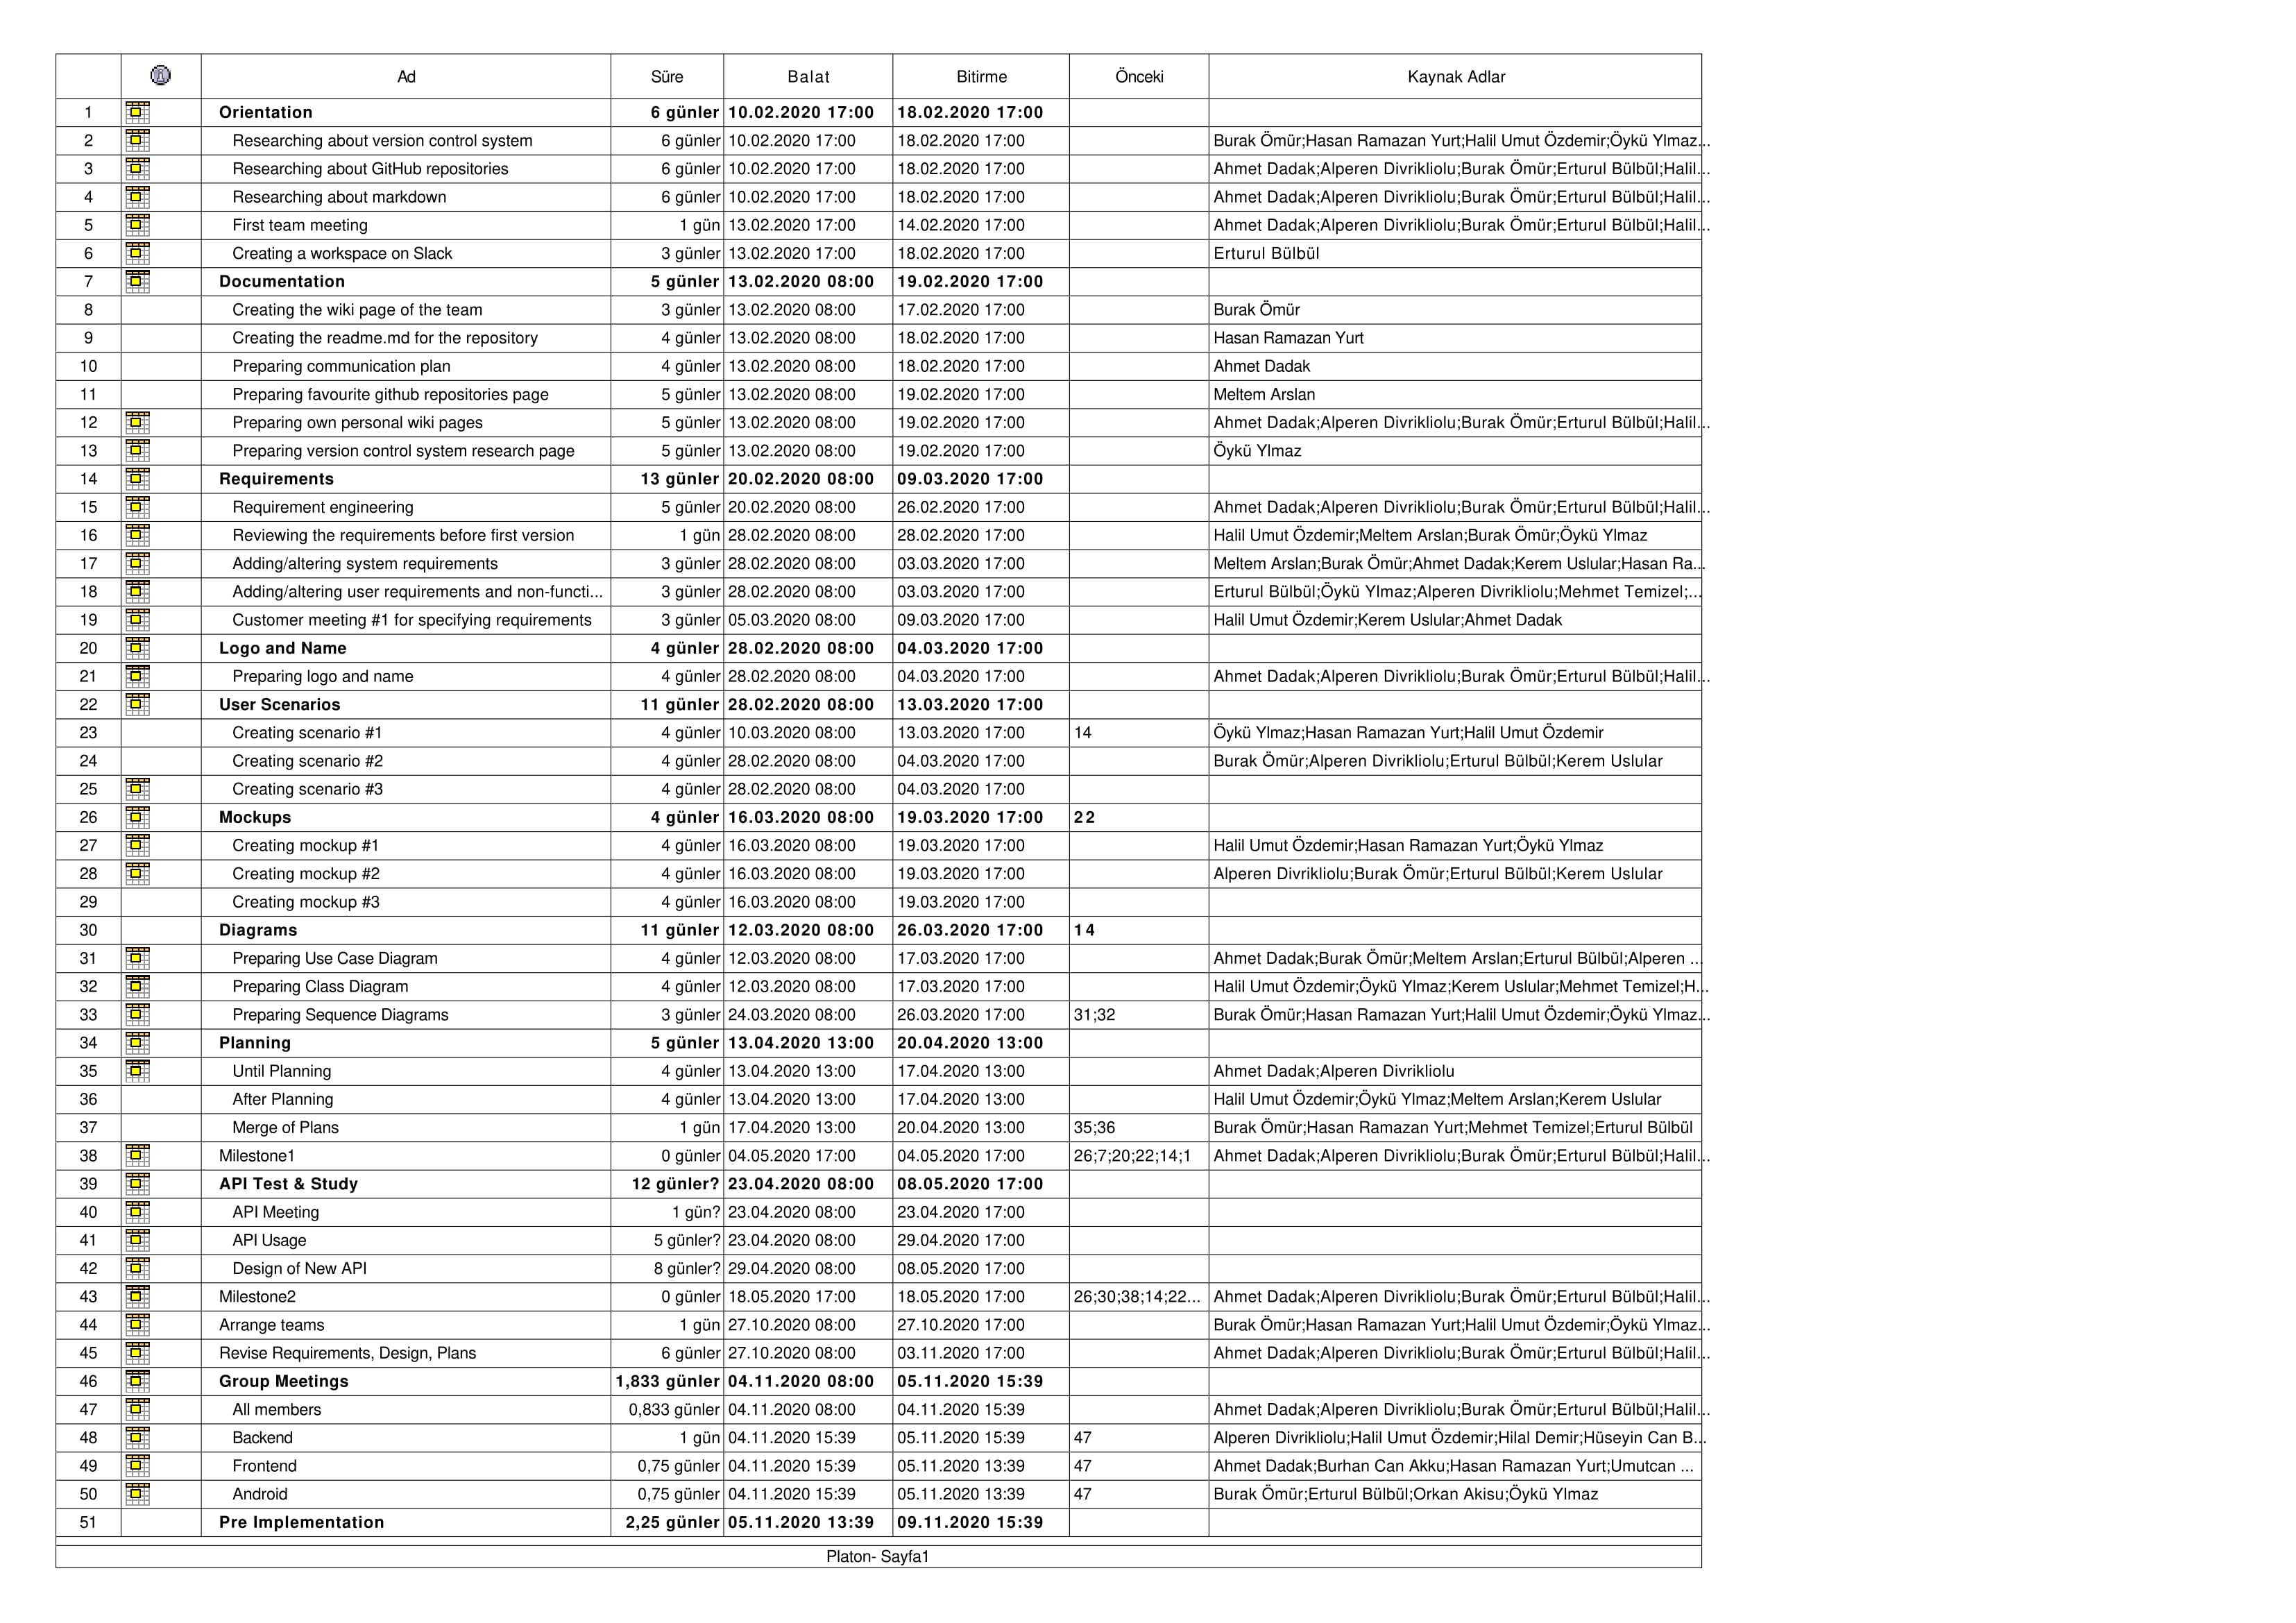 Ad Süre Balat Bitirme Önceki Kaynak Adlar
1 Orientation 6 günler 10.02.2020 17:00 18.02.2020 17:00
2 Researching about version control system 6 günler 10.02.2020 17:00 18.02.2020 17:00 Burak Ömür;Hasan Ramazan Yurt;Halil Umut Özdemir;Öykü Ylmaz...
3 Researching about GitHub repositories 6 günler 10.02.2020 17:00 18.02.2020 17:00 Ahmet Dadak;Alperen Divrikliolu;Burak Ömür;Erturul Bülbül;Halil...
4 Researching about markdown 6 günler 10.02.2020 17:00 18.02.2020 17:00 Ahmet Dadak;Alperen Divrikliolu;Burak Ömür;Erturul Bülbül;Halil...
5 First team meeting 1 gün 13.02.2020 17:00 14.02.2020 17:00 Ahmet Dadak;Alperen Divrikliolu;Burak Ömür;Erturul Bülbül;Halil...
6 Creating a workspace on Slack 3 günler 13.02.2020 17:00 18.02.2020 17:00 Erturul Bülbül
7 Documentation 5 günler 13.02.2020 08:00 19.02.2020 17:00
8 Creating the wiki page of the team 3 günler 13.02.2020 08:00 17.02.2020 17:00 Burak Ömür
9 Creating the readme.md for the repository 4 günler 13.02.2020 08:00 18.02.2020 17:00 Hasan Ramazan Yurt
10 Preparing communication plan 4 günler 13.02.2020 08:00 18.02.2020 17:00 Ahmet Dadak
11 Preparing favourite github repositories page 5 günler 13.02.2020 08:00 19.02.2020 17:00 Meltem Arslan
12 Preparing own personal wiki pages 5 günler 13.02.2020 08:00 19.02.2020 17:00 Ahmet Dadak;Alperen Divrikliolu;Burak Ömür;Erturul Bülbül;Halil...
13 Preparing version control system research page 5 günler 13.02.2020 08:00 19.02.2020 17:00 Öykü Ylmaz
14 Requirements 13 günler 20.02.2020 08:00 09.03.2020 17:00
15 Requirement engineering 5 günler 20.02.2020 08:00 26.02.2020 17:00 Ahmet Dadak;Alperen Divrikliolu;Burak Ömür;Erturul Bülbül;Halil...
16 Reviewing the requirements before first version 1 gün 28.02.2020 08:00 28.02.2020 17:00 Halil Umut Özdemir;Meltem Arslan;Burak Ömür;Öykü Ylmaz
17 Adding/altering system requirements 3 günler 28.02.2020 08:00 03.03.2020 17:00 Meltem Arslan;Burak Ömür;Ahmet Dadak;Kerem Uslular;Hasan Ra...
18 Adding/altering user requirements and non-functi... 3 günler 28.02.2020 08:00 03.03.2020 17:00 Erturul Bülbül;Öykü Ylmaz;Alperen Divrikliolu;Mehmet Temizel;...
19 Customer meeting #1 for specifying requirements 3 günler 05.03.2020 08:00 09.03.2020 17:00 Halil Umut Özdemir;Kerem Uslular;Ahmet Dadak
20 Logo and Name 4 günler 28.02.2020 08:00 04.03.2020 17:00
21 Preparing logo and name 4 günler 28.02.2020 08:00 04.03.2020 17:00 Ahmet Dadak;Alperen Divrikliolu;Burak Ömür;Erturul Bülbül;Halil...
22 User Scenarios 11 günler 28.02.2020 08:00 13.03.2020 17:00
23 Creating scenario #1 4 günler 10.03.2020 08:00 13.03.2020 17:00 14 Öykü Ylmaz;Hasan Ramazan Yurt;Halil Umut Özdemir
24 Creating scenario #2 4 günler 28.02.2020 08:00 04.03.2020 17:00 Burak Ömür;Alperen Divrikliolu;Erturul Bülbül;Kerem Uslular
25 Creating scenario #3 4 günler 28.02.2020 08:00 04.03.2020 17:00
26 Mockups 4 günler 16.03.2020 08:00 19.03.2020 17:00 22
27 Creating mockup #1 4 günler 16.03.2020 08:00 19.03.2020 17:00 Halil Umut Özdemir;Hasan Ramazan Yurt;Öykü Ylmaz
28 Creating mockup #2 4 günler 16.03.2020 08:00 19.03.2020 17:00 Alperen Divrikliolu;Burak Ömür;Erturul Bülbül;Kerem Uslular
29 Creating mockup #3 4 günler 16.03.2020 08:00 19.03.2020 17:00
30 Diagrams 11 günler 12.03.2020 08:00 26.03.2020 17:00 14
31 Preparing Use Case Diagram 4 günler 12.03.2020 08:00 17.03.2020 17:00 Ahmet Dadak;Burak Ömür;Meltem Arslan;Erturul Bülbül;Alperen ...
32 Preparing Class Diagram 4 günler 12.03.2020 08:00 17.03.2020 17:00 Halil Umut Özdemir;Öykü Ylmaz;Kerem Uslular;Mehmet Temizel;H...
33 Preparing Sequence Diagrams 3 günler 24.03.2020 08:00 26.03.2020 17:00 31;32 Burak Ömür;Hasan Ramazan Yurt;Halil Umut Özdemir;Öykü Ylmaz...
34 Planning 5 günler 13.04.2020 13:00 20.04.2020 13:00
35 Until Planning 4 günler 13.04.2020 13:00 17.04.2020 13:00 Ahmet Dadak;Alperen Divrikliolu
36 After Planning 4 günler 13.04.2020 13:00 17.04.2020 13:00 Halil Umut Özdemir;Öykü Ylmaz;Meltem Arslan;Kerem Uslular
37 Merge of Plans 1 gün 17.04.2020 13:00 20.04.2020 13:00 35;36 Burak Ömür;Hasan Ramazan Yurt;Mehmet Temizel;Erturul Bülbül
38 Milestone1 0 günler 04.05.2020 17:00 04.05.2020 17:00 26;7;20;22;14;1 Ahmet Dadak;Alperen Divrikliolu;Burak Ömür;Erturul Bülbül;Halil...
39 API Test & Study 12 günler? 23.04.2020 08:00 08.05.2020 17:00
40 API Meeting 1 gün? 23.04.2020 08:00 23.04.2020 17:00
41 API Usage 5 günler? 23.04.2020 08:00 29.04.2020 17:00
42 Design of New API 8 günler? 29.04.2020 08:00 08.05.2020 17:00
43 Milestone2 0 günler 18.05.2020 17:00 18.05.2020 17:00 26;30;38;14;22... Ahmet Dadak;Alperen Divrikliolu;Burak Ömür;Erturul Bülbül;Halil...
44 Arrange teams 1 gün 27.10.2020 08:00 27.10.2020 17:00 Burak Ömür;Hasan Ramazan Yurt;Halil Umut Özdemir;Öykü Ylmaz...
45 Revise Requirements, Design, Plans 6 günler 27.10.2020 08:00 03.11.2020 17:00 Ahmet Dadak;Alperen Divrikliolu;Burak Ömür;Erturul Bülbül;Halil...
46 Group Meetings 1,833 günler 04.11.2020 08:00 05.11.2020 15:39
47 All members 0,833 günler 04.11.2020 08:00 04.11.2020 15:39 Ahmet Dadak;Alperen Divrikliolu;Burak Ömür;Erturul Bülbül;Halil...
48 Backend 1 gün 04.11.2020 15:39 05.11.2020 15:39 47 Alperen Divrikliolu;Halil Umut Özdemir;Hilal Demir;Hüseyin Can B...
49 Frontend 0,75 günler 04.11.2020 15:39 05.11.2020 13:39 47 Ahmet Dadak;Burhan Can Akku;Hasan Ramazan Yurt;Umutcan ...
50 Android 0,75 günler 04.11.2020 15:39 05.11.2020 13:39 47 Burak Ömür;Erturul Bülbül;Orkan Akisu;Öykü Ylmaz
51 Pre Implementation 2,25 günler 05.11.2020 13:39 09.11.2020 15:39
Platon- Sayfa1